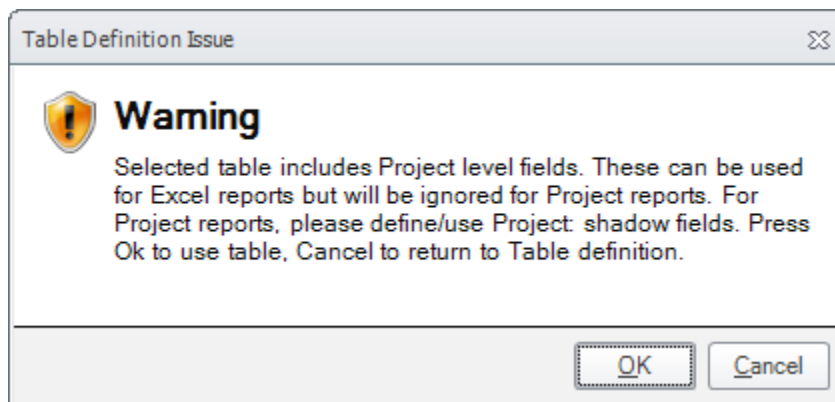 Table Definition Issue
Warning
Selected table includes Project level fields. These can be used
for Excel reports but will be ignored for Project reports. For
Project reports, please define/use Project: shadow fields. Press
Ok to use table, Cancel to return to Table definition.
OK
Cancel